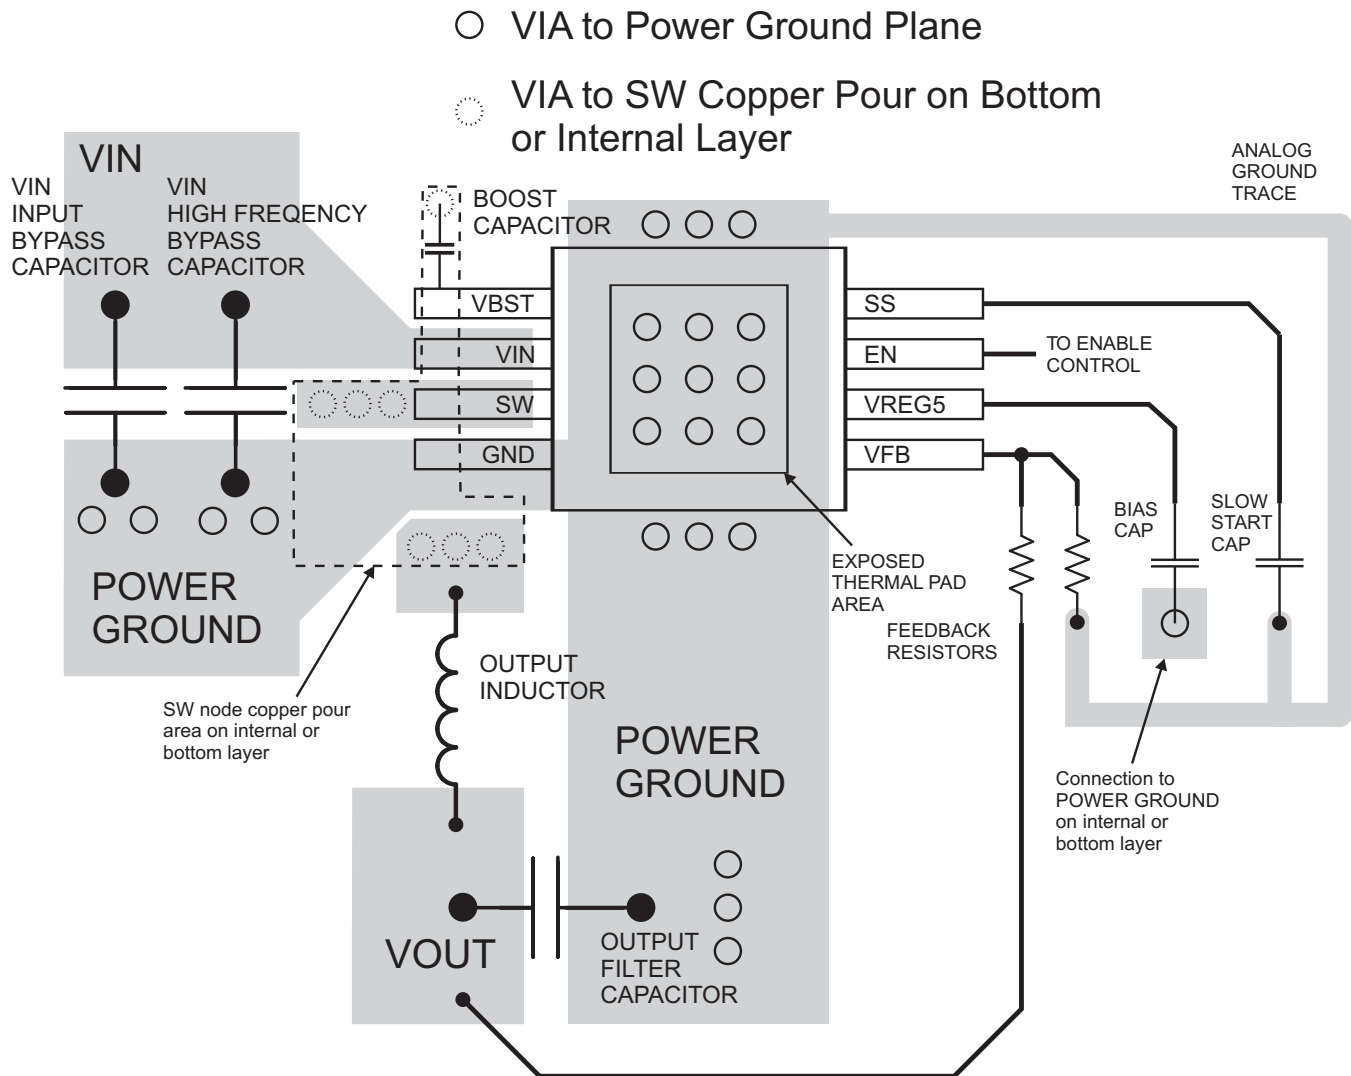 VIA to Power Ground Plane
VIA to SW Copper Pour on Bottom
or Internal Layer
VIN
VIN
INPUT
BYPASS
CAPACITOR
VIN
HIGH FREQENCY
BYPASS
CAPACITOR
BOOST
CAPACITOR
ANALOG
GROUND
TRACE
VBST
VIN
SW
GND
SS
EN
VREG5
VFB
TO ENABLE
CONTROL
BIAS
CAP
SLOW
START
CAP
EXPOSED
THERMAL PAD
AREA
FEEDBACK
RESISTORS
POWER
GROUND
SW node copper pour
area on internal or
bottom layer
OUTPUT
INDUCTOR
POWER
GROUND
Connection to
POWER GROUND
on internal or
bottom layer
VOUT
OUTPUT
FILTER
CAPACITOR